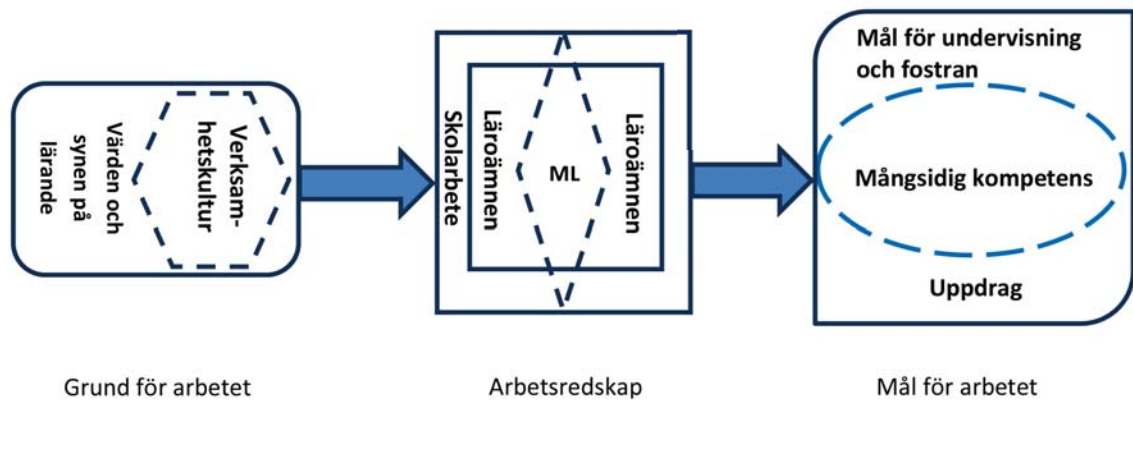 Värden och
synen på
lärande
Verksam-
hetskultur
Skolarbete
Läroämnen
ML
Läroämnen
Mål för undervisning
och fostran
Mångsidig kompetens
Uppdrag
Grund för arbetet
Arbetsredskap
Mål för arbetet